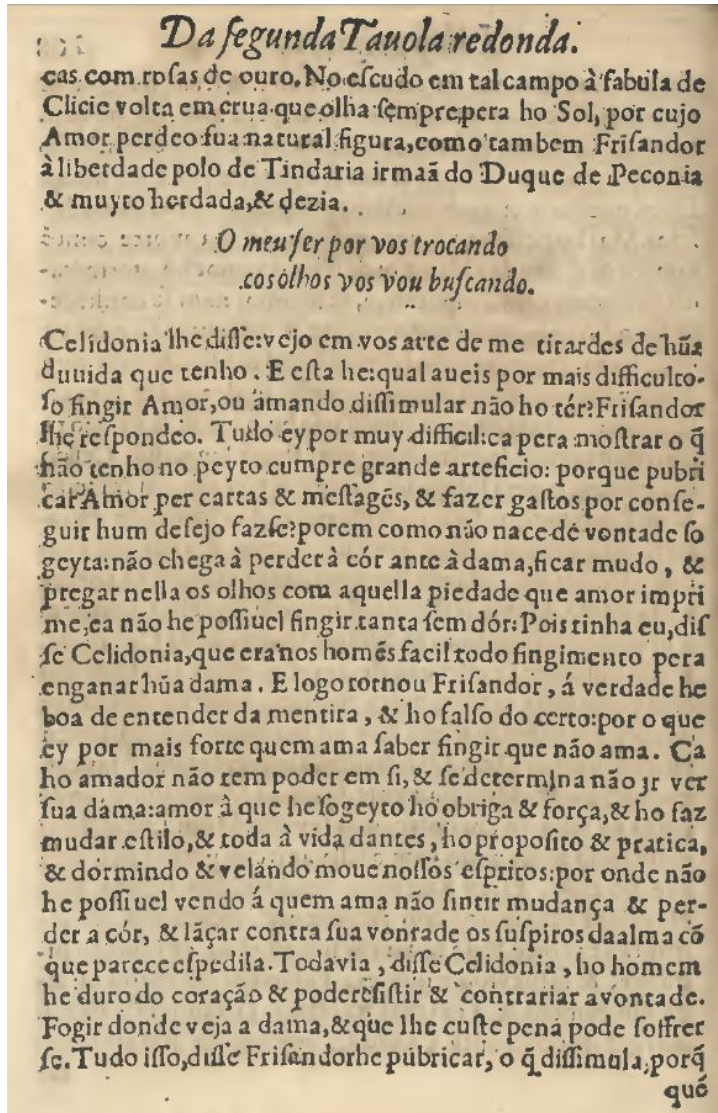 Da ſegunda Tauola redonda.
cas com roſas de ouro. No eſcudo em tal campo à fabula de
Clicie volta em erua que olha ſempre pera ho Sol, por cujo
Amor perdeo ſua natural figura, como tambem Friſandor
à liberdade polo de Tindaria irmaã do Duque de Peconia
& muyto herdada, & dezia.
O meu ſer por vos trocando
cos olhos vos vou buſcando.
Celidonia lhe diſſe: vejo em vos arte de me tirardes de hũa
duuida que tenho. E eſta he: qual aueis por mais difficulto-
ſo fingir Amor, ou amando diſſimular não ho tér? Friſandor
lhe reſpondeo. Tudo ey por muy difficil: ca pera moſtrar o q̃
não tenho no peyto cumpre grande arteficio: porque pubri
car Amor per cartas & meſtagẽs, & fazer gaſtos por conſe-
guir hum deſejo fazſe? porem como não nace dé vontade ſo
geyta: não chega à perder à cór ante à dama, ficar mudo, &
pregar nella os olhos com aquella piedade que amor impri
me, ca não he poſſiuel fingir tanta ſem dór: Pois tinha eu, diſ
ſe Celidonia, que era nos homẽs facil todo fingimento pera
enganar hũa dama. E logo tornou Friſandor, á verdade he
boa de entender da mentira, & ho falſo do certo: por o que
ey por mais forte quem ama ſaber fingir que não ama. Ca
ho amador não tem poder em ſi, & ſe determina não jr ver
ſua dama: amor à que he ſogeyto ho obriga & força, & ho faz
mudar eſtilo, & toda à vida dantes, ho propoſito & pratica,
& dormindo & velando moue noſſos eſpritos: por onde não
he poſſiuel vendo á quem ama não ſintir mudança & per-
der a cór, & lãçar contra ſua vontade os ſuſpiros da alma cõ
que parece eſpedila. Todavia, diſſe Celidonia, ho homem
he duro do coração & pode reſiſtir & contrariar a vontade.
Fogir donde veja a dama, & que lhe cuſte pena pode ſoffrer
ſe. Tudo iſſo, diſſe Friſandor he pubricar, o q̃ diſſimula, porq̃
quẽ